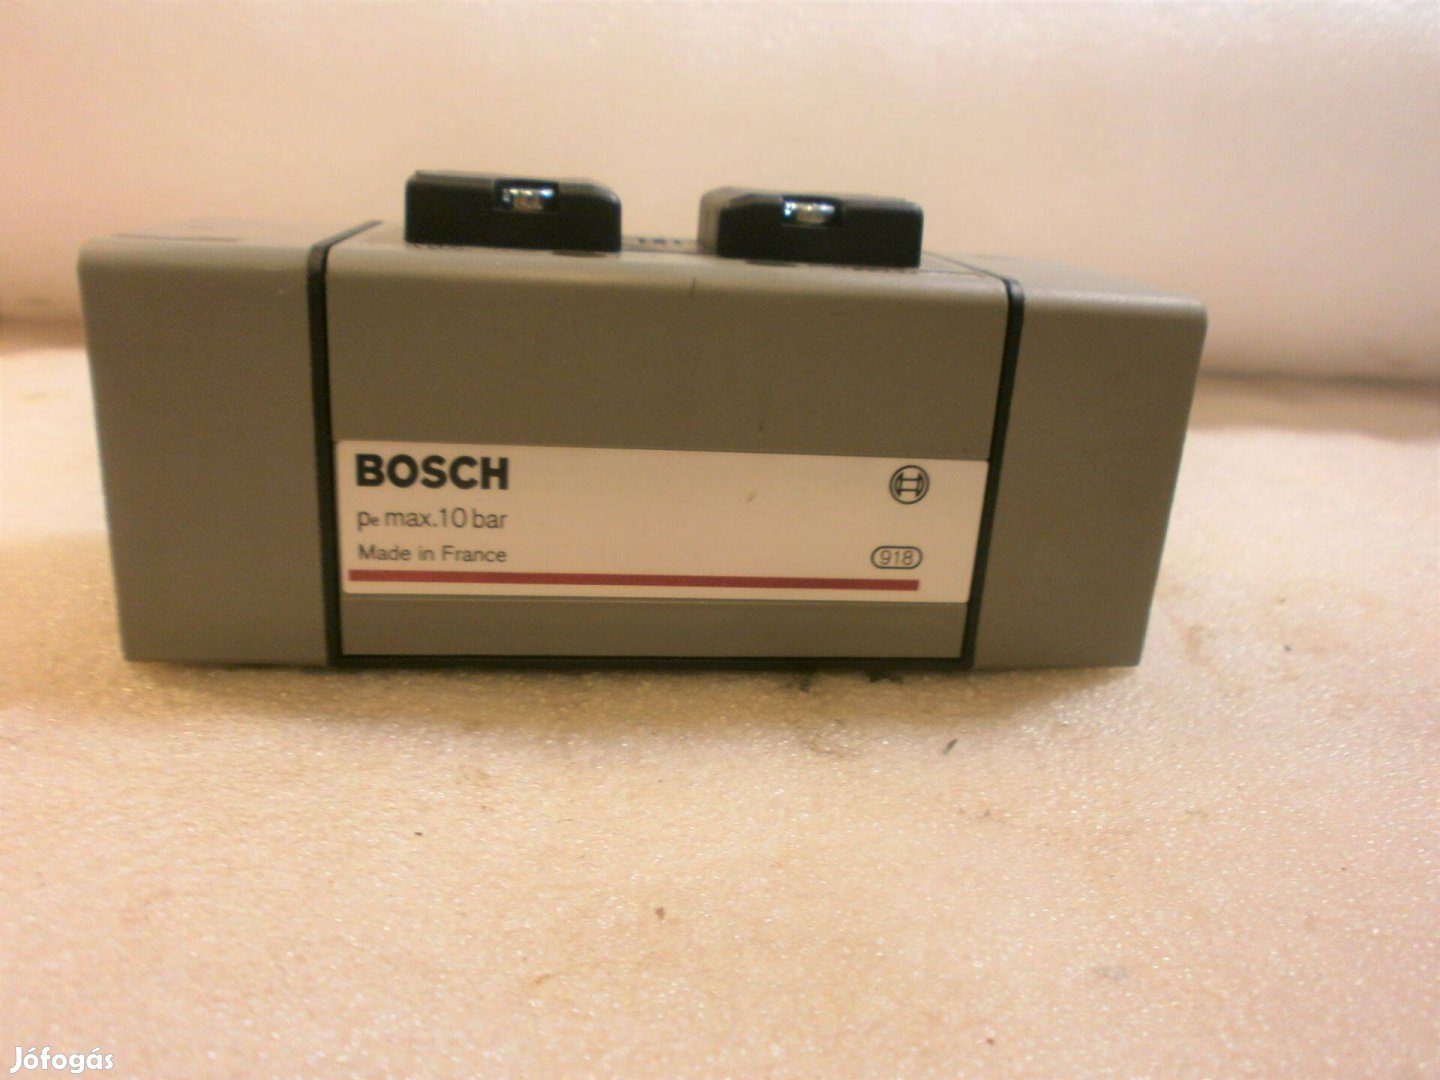 BOSCH
pe max.10 bar
Made in France
918
Jófogás